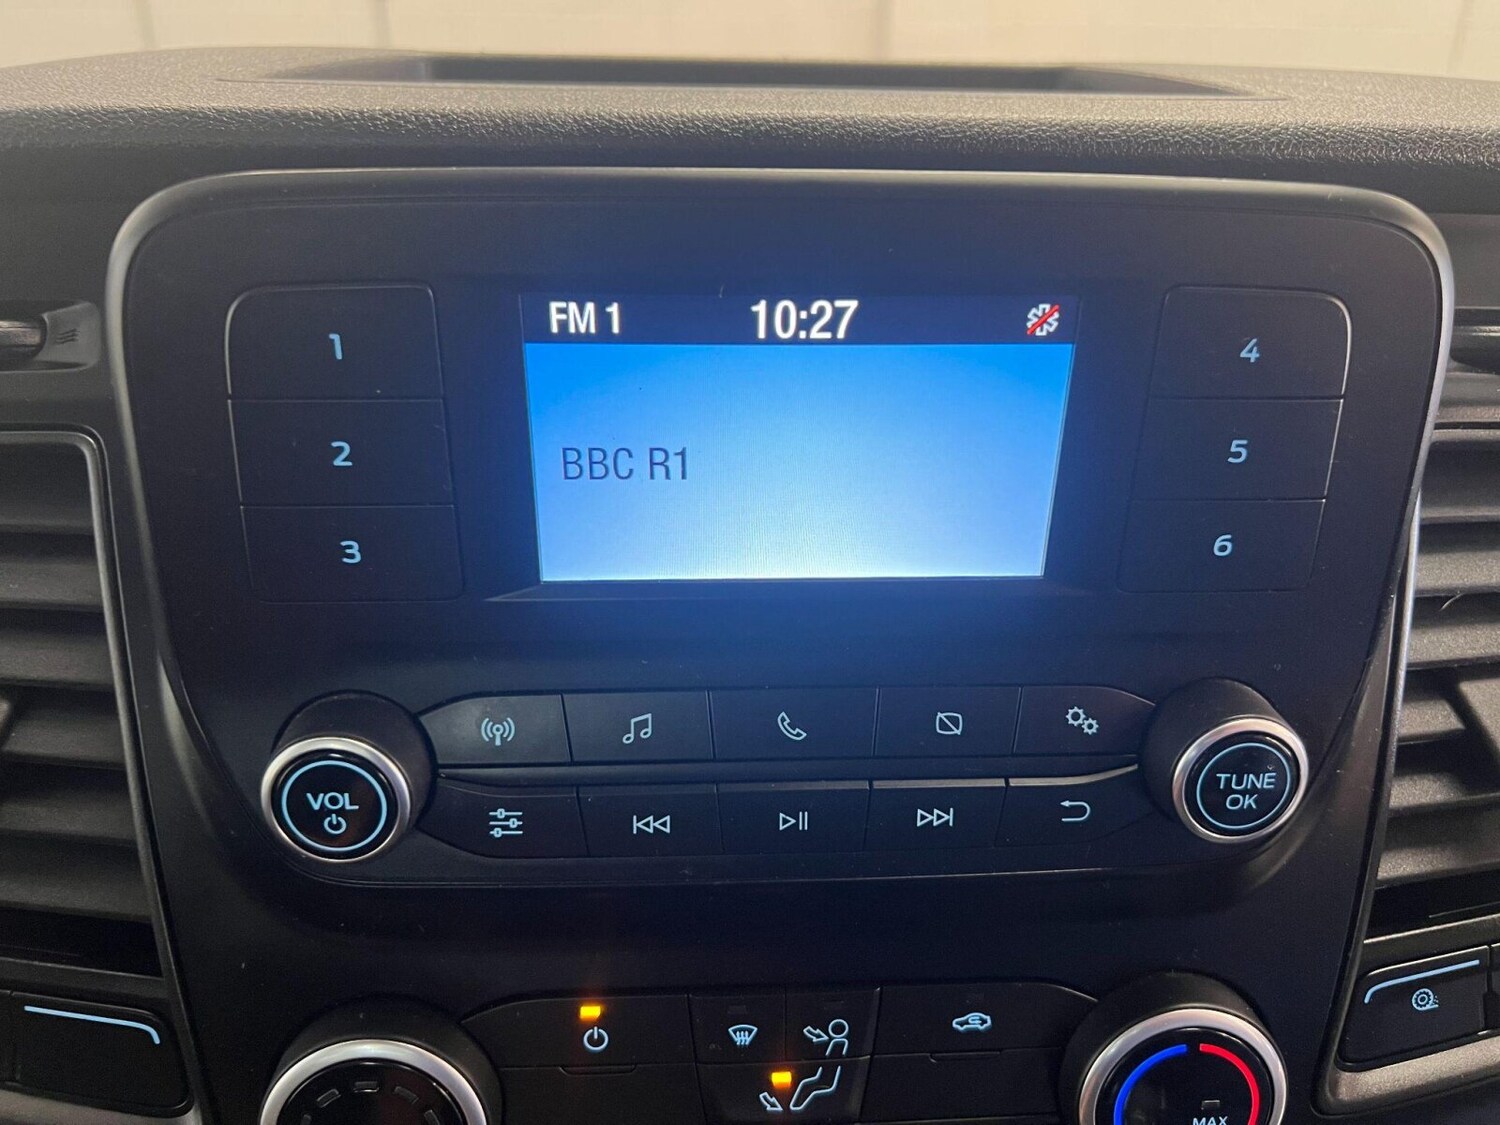 FM 1 10:27
BBC R1
1
2
3
4
5
6
VOL
TUNE
OK
MAX